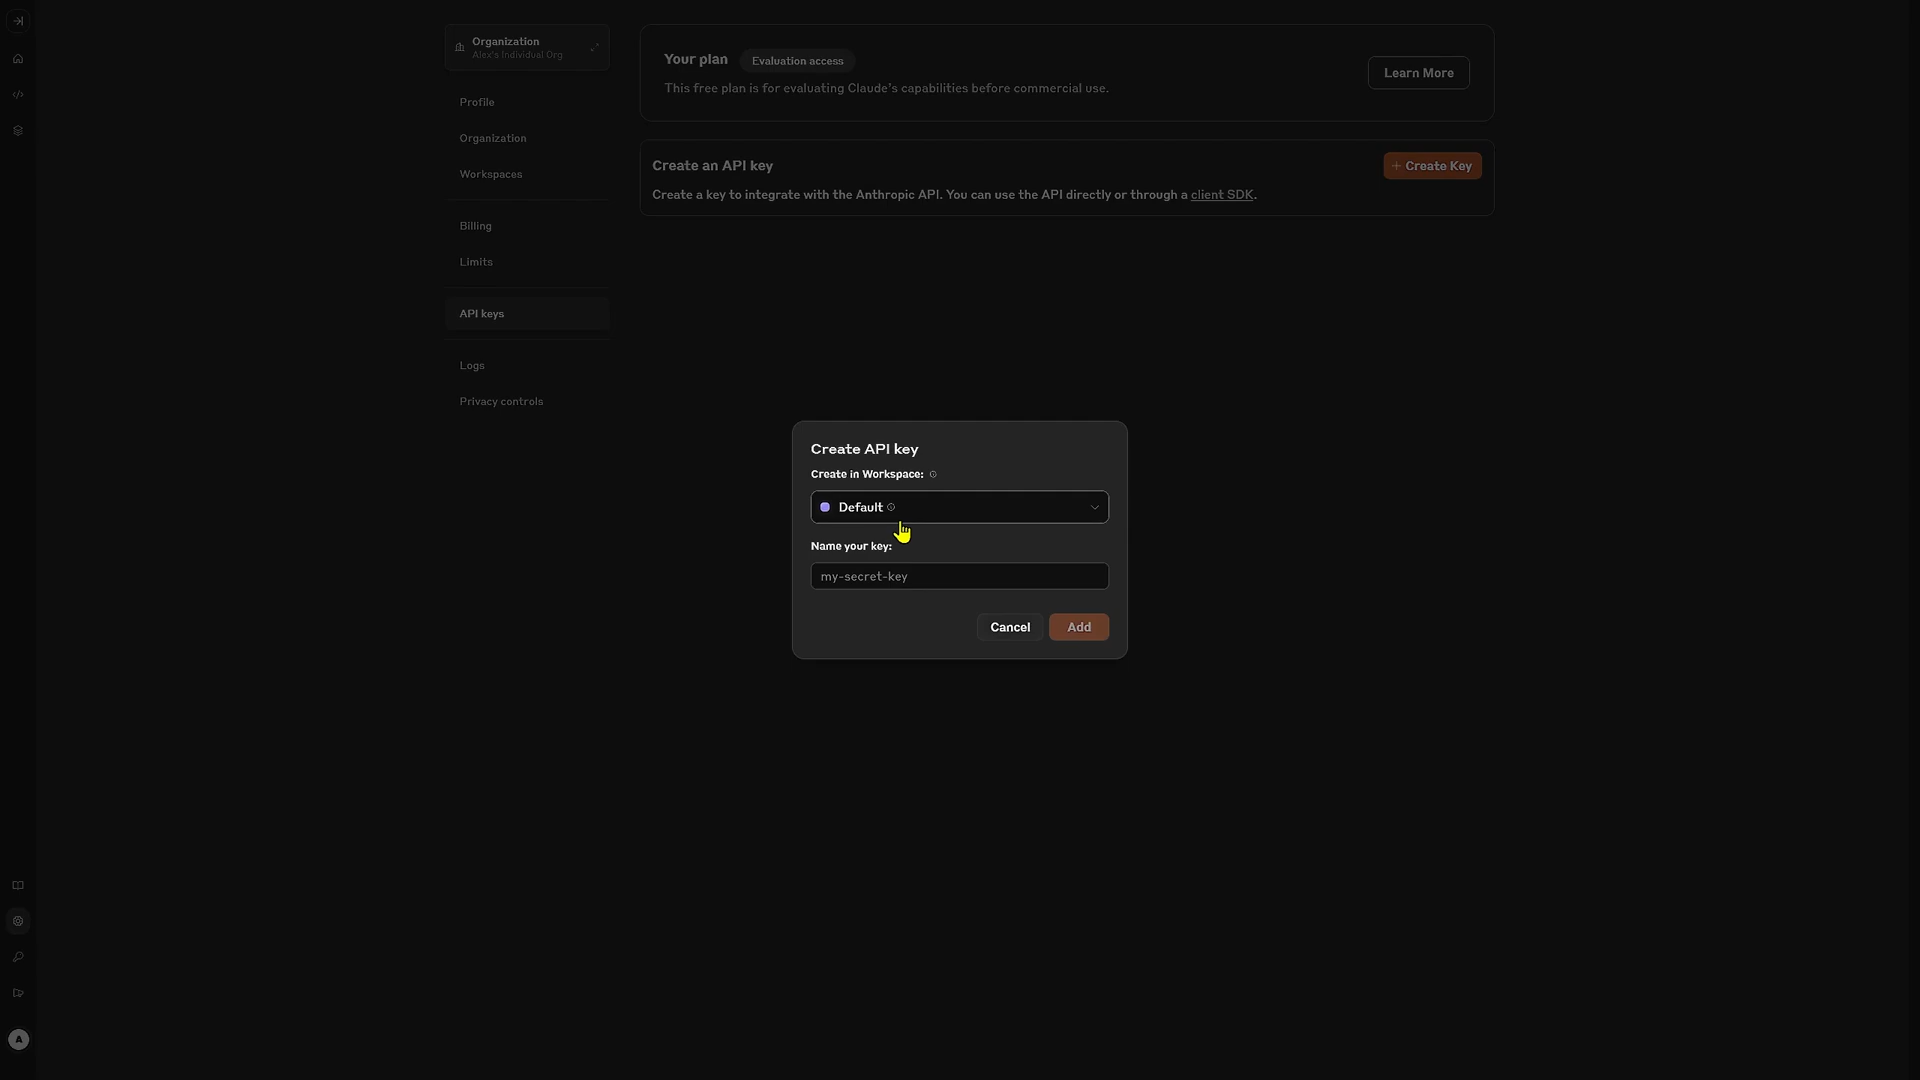 Organization
Alex's Individual Org
Profile
Organization
Workspaces
Billing
Limits
API keys
Logs
Privacy controls
A
Your plan
Evaluation access
This free plan is for evaluating Claude's capabilities before commercial use.
Learn More
Create an API key
+ Create Key
Create a key to integrate with the Anthropic API. You can use the API directly or through a client SDK.
Create API key
Create in Workspace:
Default
Name your key:
my-secret-key
Cancel
Add